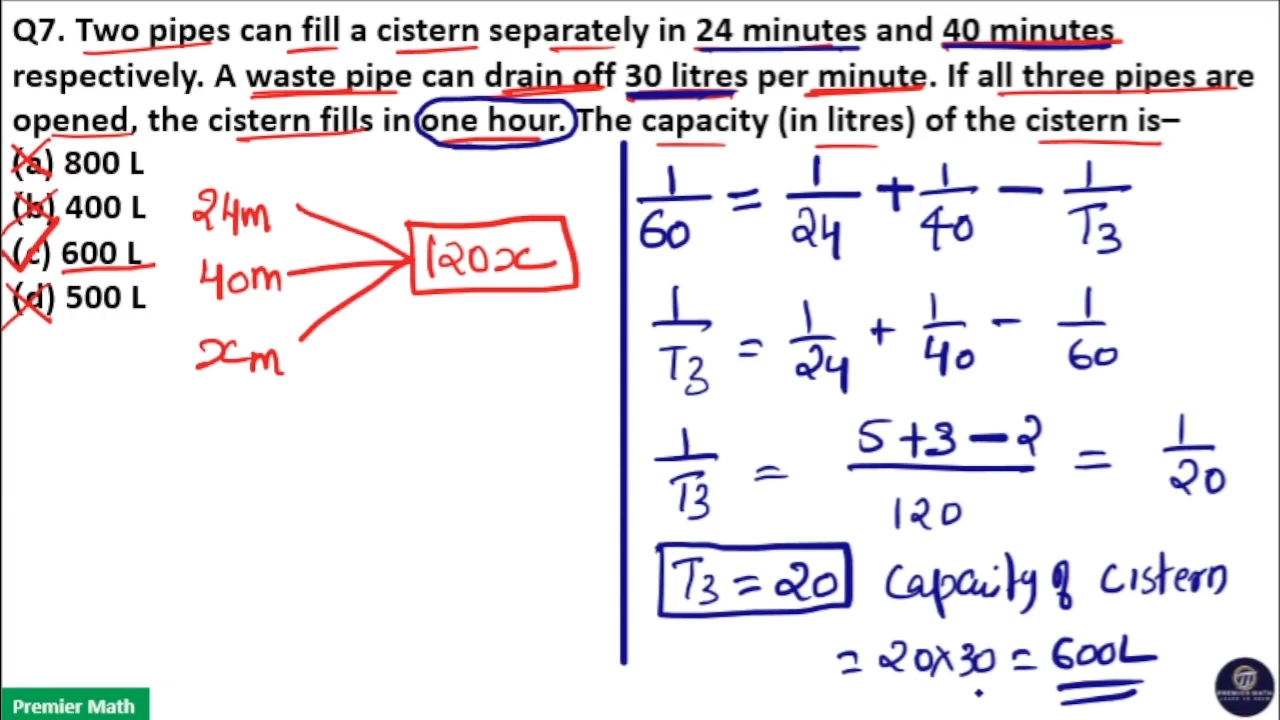 Q7. Two pipes can fill a cistern separately in 24 minutes and 40 minutes
respectively. A waste pipe can drain off 30 litres per minute. If all three pipes are
opened, the cistern fills in one hour. The capacity (in litres) of the cistern is–
(a) 800 L
(b) 400 L
(c) 600 L
(d) 500 L
24m
40m
xm
120x
1/60 = 1/24 + 1/40 − 1/T3
1/T3 = 1/24 + 1/40 − 1/60
1/T3 = 5+3−2/120 = 1/20
T3 = 20 Capacity of cistern
= 20×30 = 600L
Premier Math
PREMIER MATH